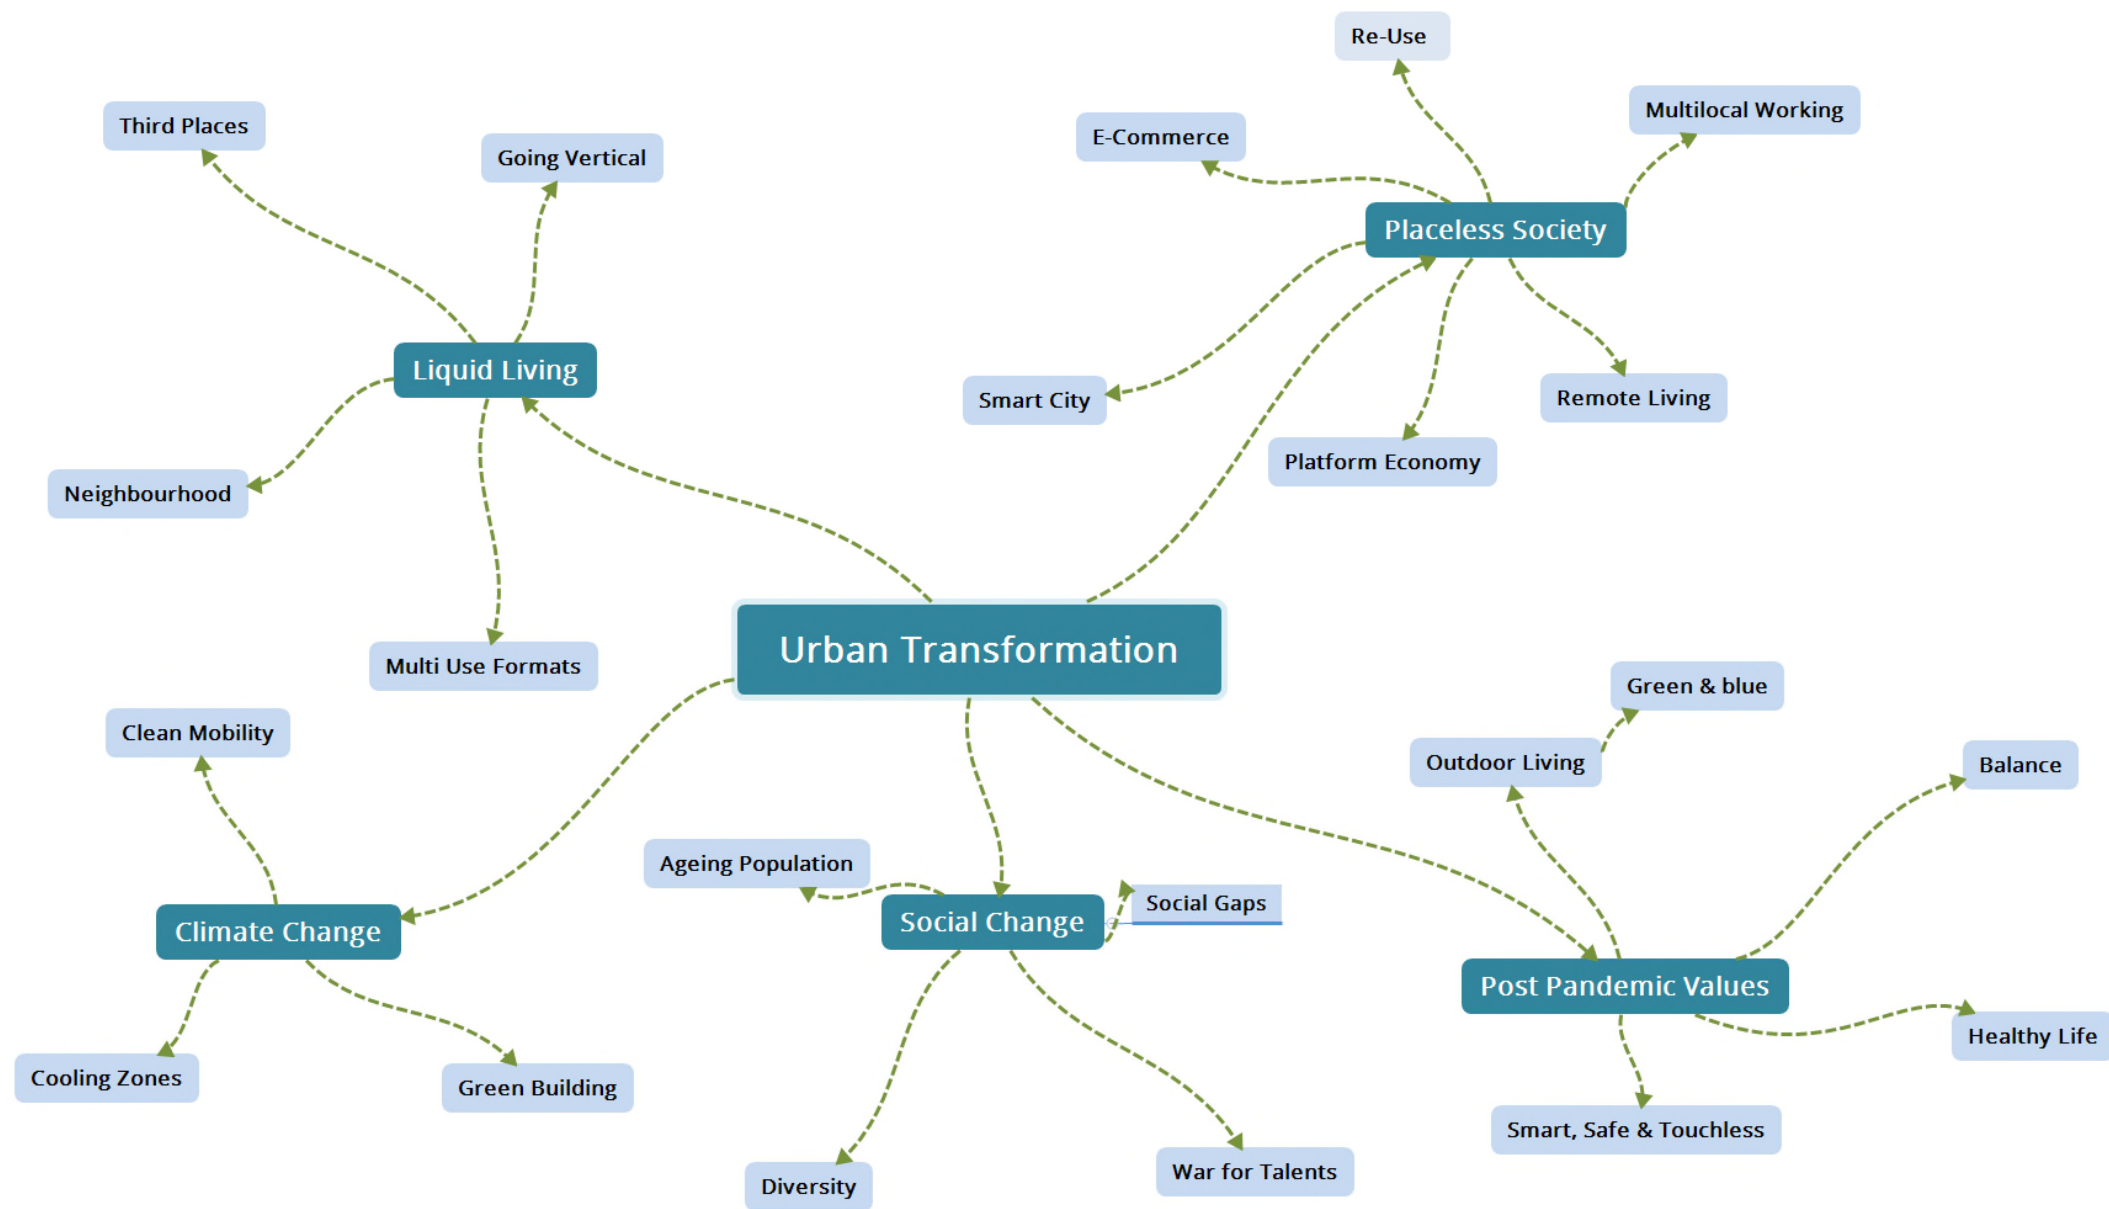 Re-Use
Multilocal Working
E-Commerce
Third Places
Going Vertical
Placeless Society
Liquid Living
Smart City
Remote Living
Platform Economy
Neighbourhood
Urban Transformation
Multi Use Formats
Green & blue
Clean Mobility
Outdoor Living
Balance
Ageing Population
Social Gaps
Social Change
Climate Change
Post Pandemic Values
Healthy Life
Cooling Zones
Green Building
Smart, Safe & Touchless
War for Talents
Diversity